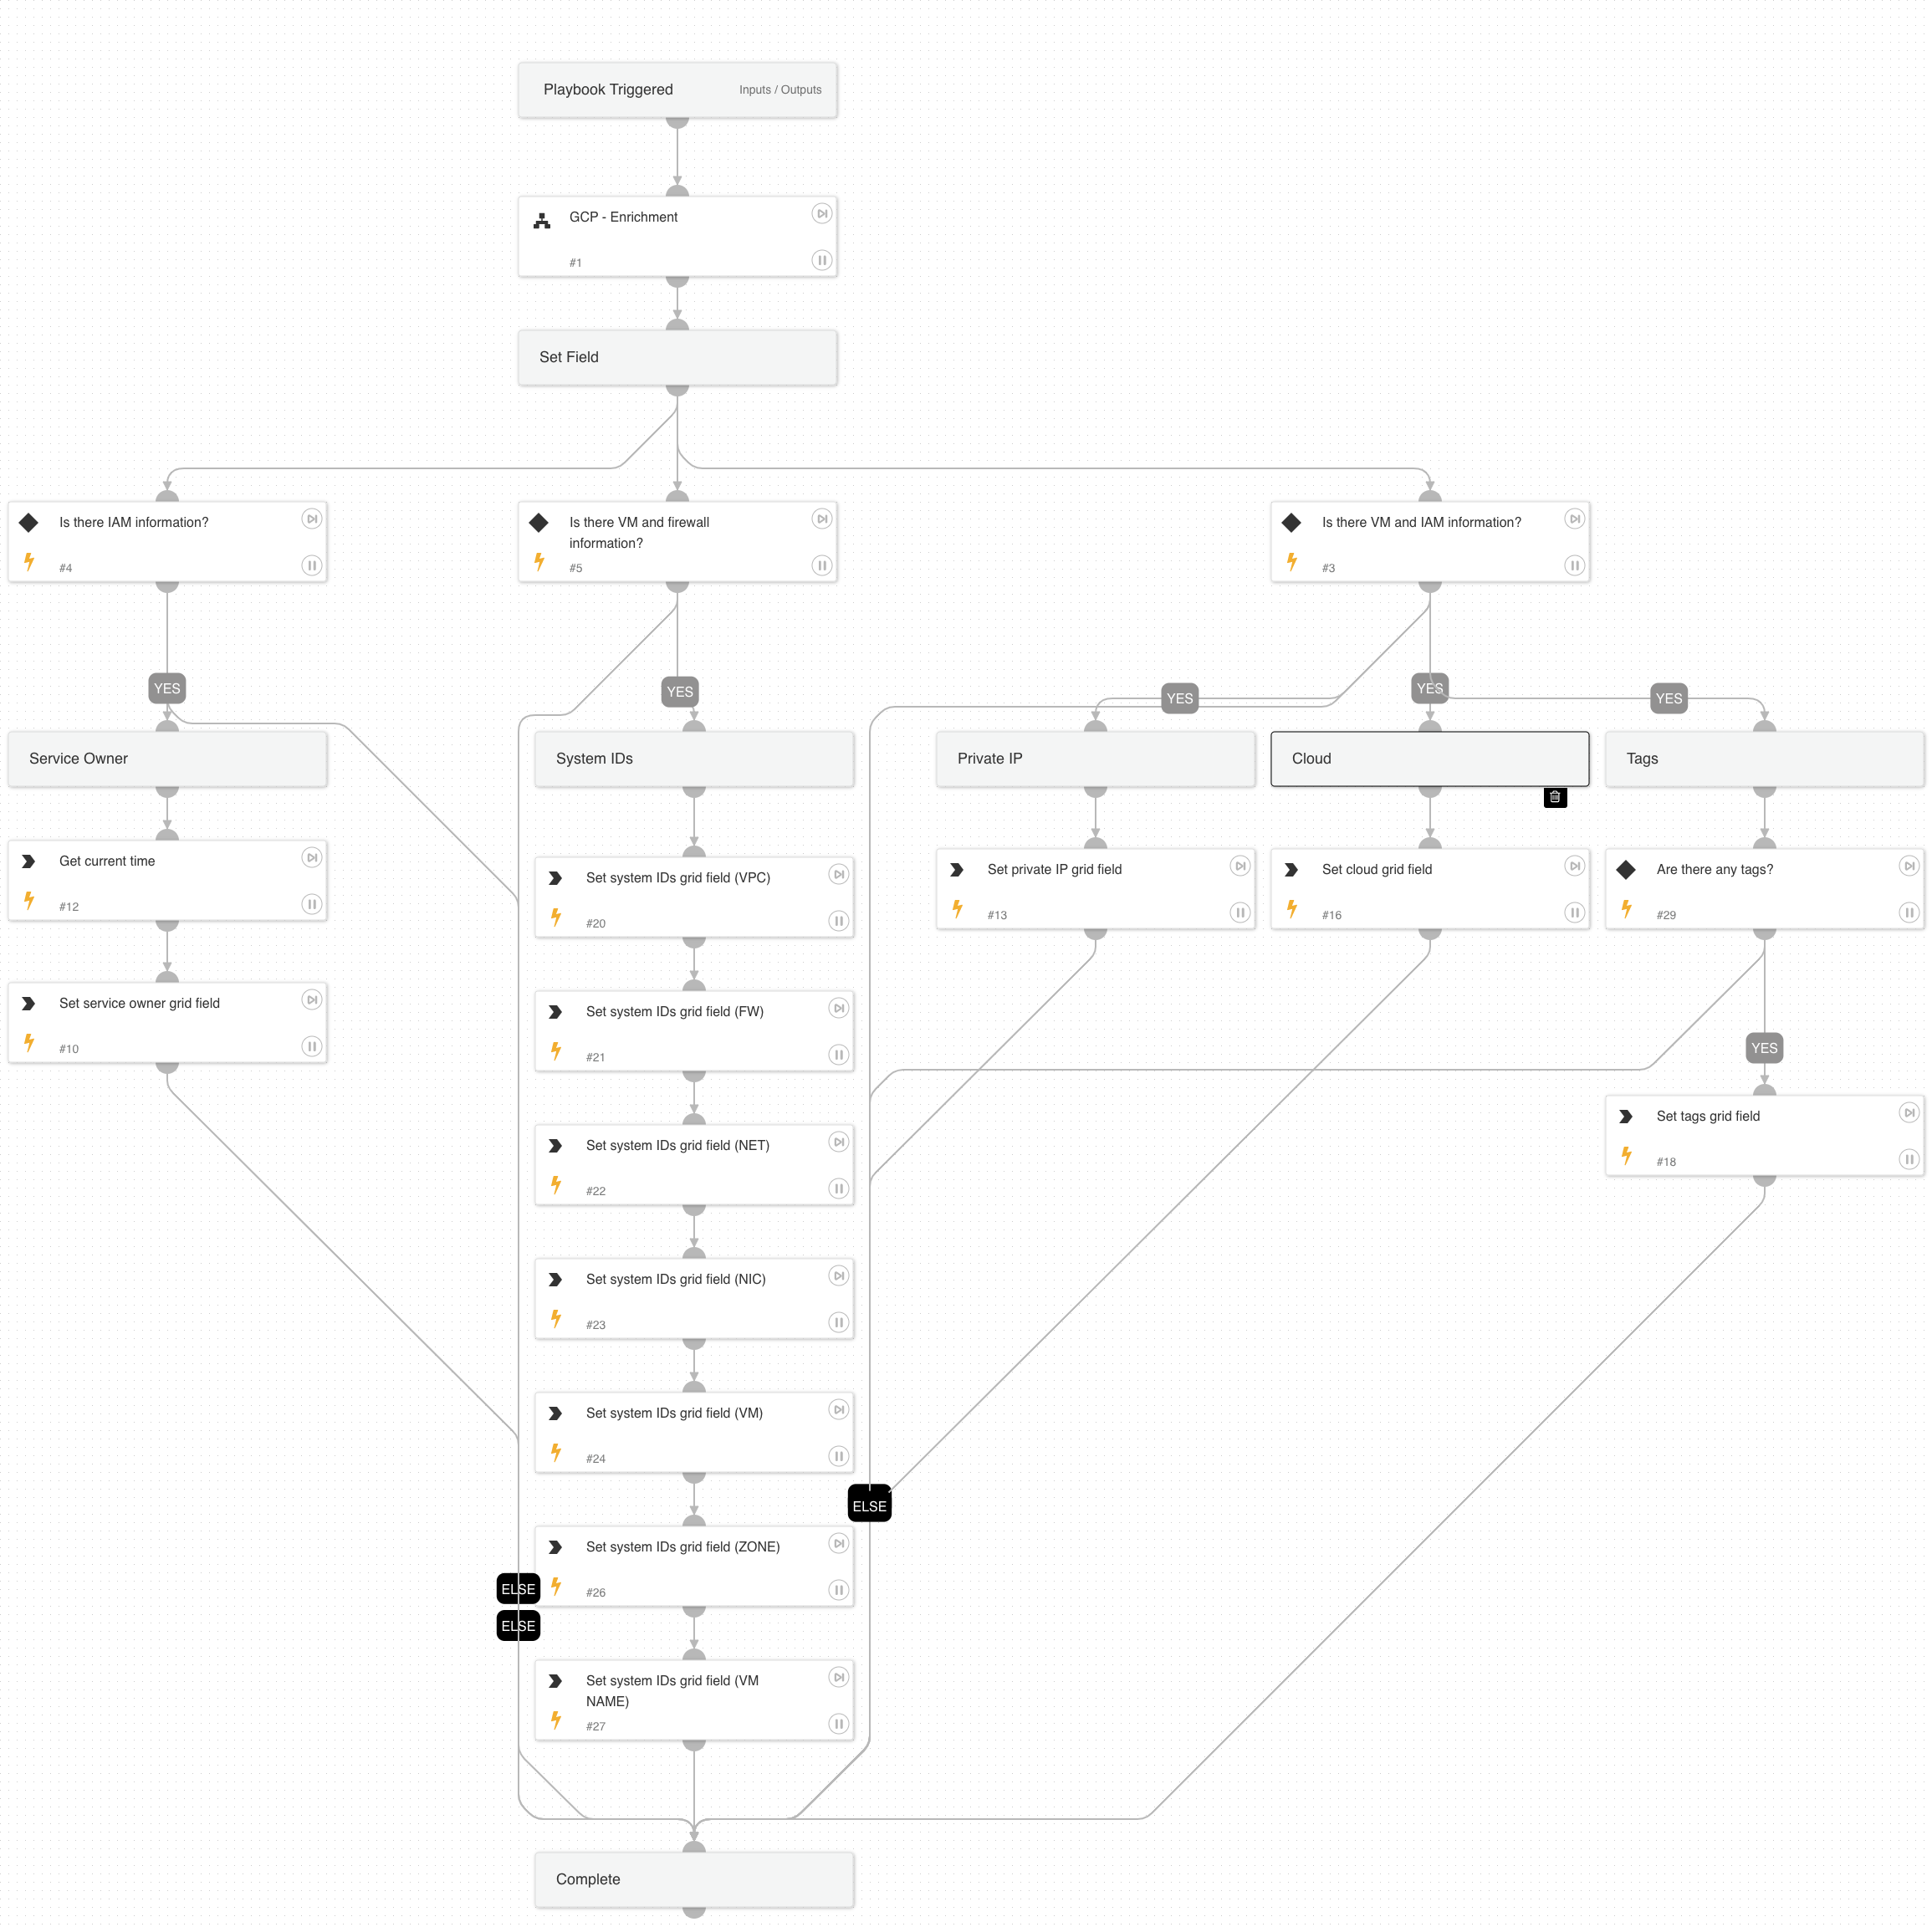 Playbook Triggered
Inputs / Outputs
GCP - Enrichment
#1
Set Field
Is there IAM information?
#4
Is there VM and firewall
information?
#5
Is there VM and IAM information?
#3
YES
YES
YES
YES
YES
Service Owner
System IDs
Private IP
Cloud
Tags
Get current time
#12
Set system IDs grid field (VPC)
#20
Set private IP grid field
#13
Set cloud grid field
#16
Are there any tags?
#29
Set service owner grid field
#10
Set system IDs grid field (FW)
#21
YES
Set system IDs grid field (NET)
#22
Set tags grid field
#18
Set system IDs grid field (NIC)
#23
Set system IDs grid field (VM)
#24
ELSE
Set system IDs grid field (ZONE)
#26
ELSE
ELSE
Set system IDs grid field (VM
NAME)
#27
Complete